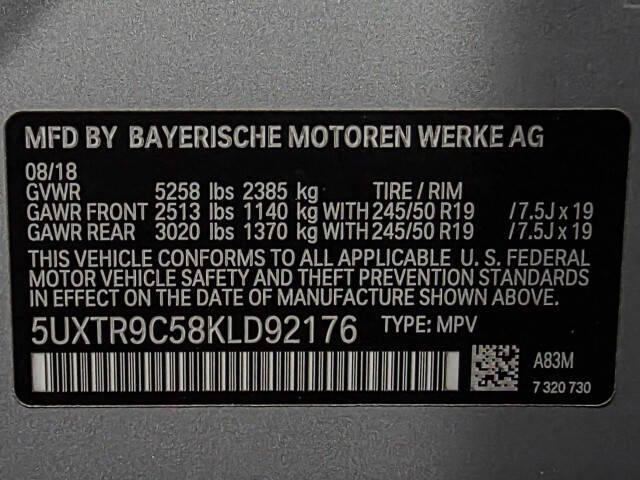 MFD BY BAYERISCHE MOTOREN WERKE AG
08/18
GVWR 5258 lbs 2385 kg TIRE / RIM
GAWR FRONT 2513 lbs 1140 kg WITH 245/50 R19 / 7.5J x 19
GAWR REAR 3020 lbs 1370 kg WITH 245/50 R19 / 7.5J x 19
THIS VEHICLE CONFORMS TO ALL APPLICABLE U. S. FEDERAL
MOTOR VEHICLE SAFETY AND THEFT PREVENTION STANDARDS
IN EFFECT ON THE DATE OF MANUFACTURE SHOWN ABOVE.
5UXTR9C58KLD92176 TYPE: MPV
A83M
7 320 730